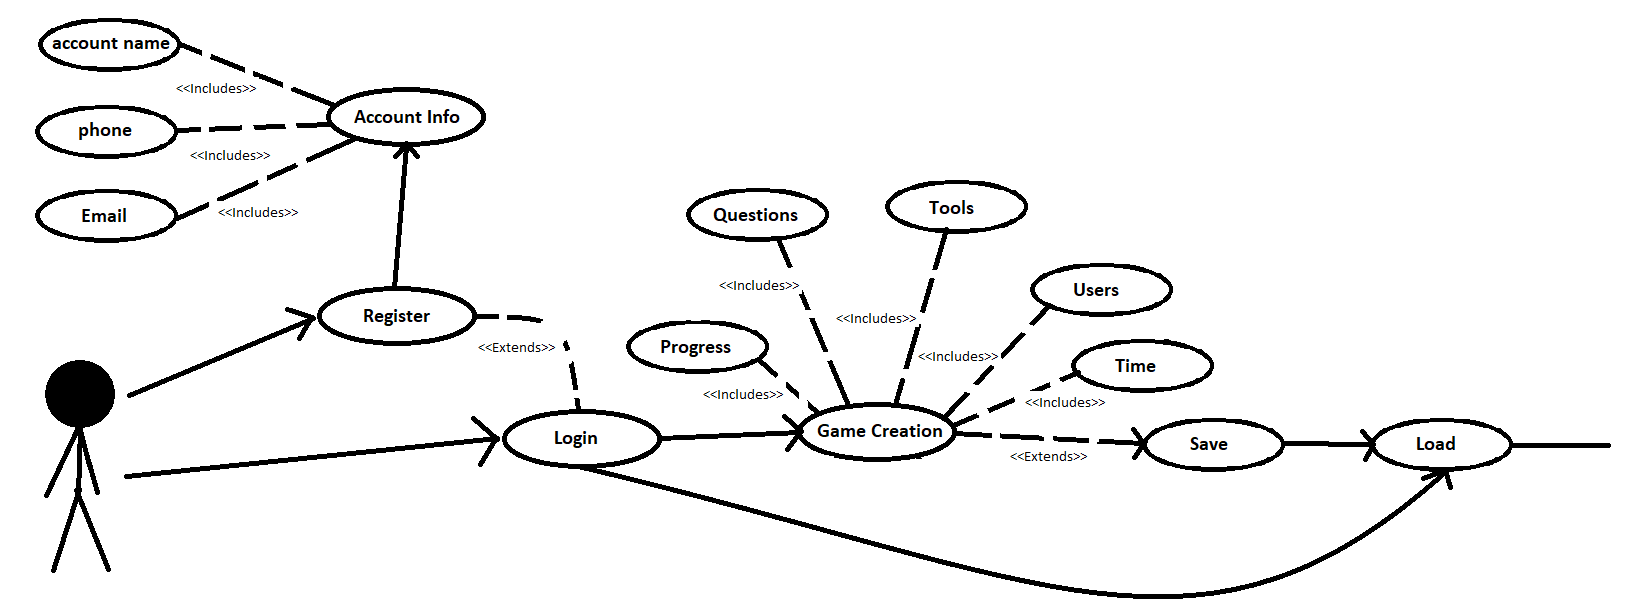 account name
<<Includes>>
Account Info
phone
<<Includes>>
Email
<<Includes>>
Questions
Tools
<<Includes>>
Users
<<Includes>>
Register
<<Extends>>
Progress
<<Includes>>
<<Includes>>
Time
<<Includes>>
Login
Game Creation
<<Extends>>
Save
Load